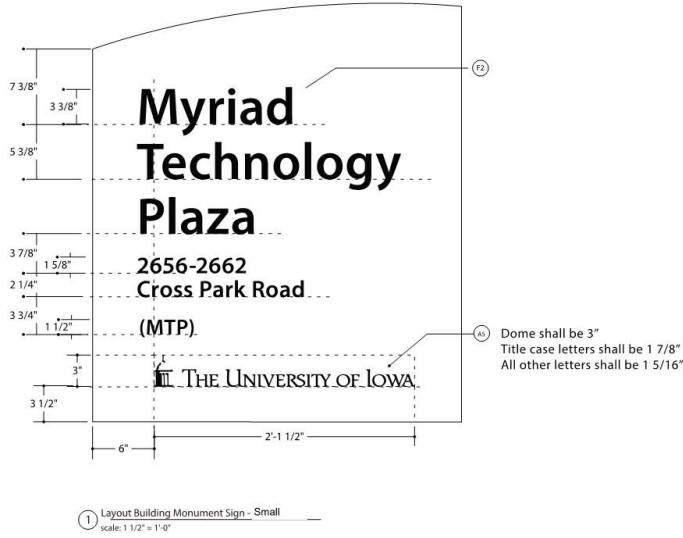 7 3/8"
3 3/8"
5 3/8"
3 7/8"
1 5/8"
2 1/4"
3 3/4"
1 1/2"
3"
3 1/2"
6"
2'-1 1/2"
Myriad
Technology
Plaza
2656-2662
Cross Park Road
(MTP)
THE UNIVERSITY OF IOWA
F2
A5
Dome shall be 3”
Title case letters shall be 1 7/8”
All other letters shall be 1 5/16”
1
Layout Building Monument Sign - Small
scale: 1 1/2" = 1'-0"